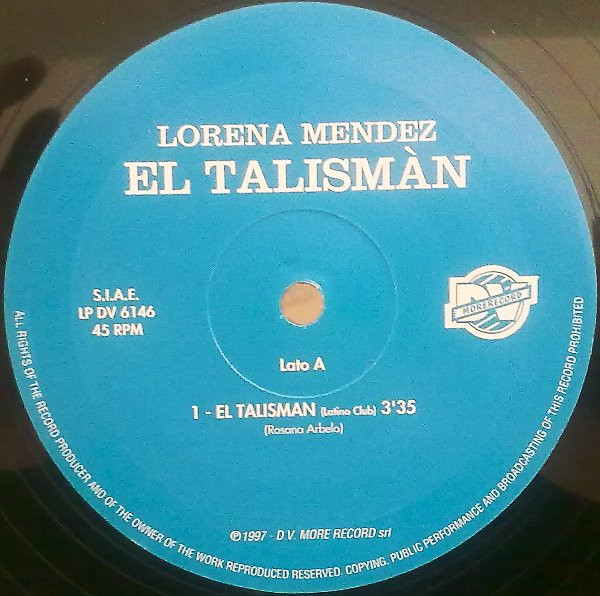 LORENA MENDEZ
EL TALISMÀN
S.I.A.E.
LP DV 6146
45 RPM
DV
MORERECORD
Lato A
1 - EL TALISMAN (Latino Club) 3'35
(Rosana Arbelo)
℗1997 - D.V. MORE RECORD srl
ALL RIGHTS OF THE RECORD PRODUCER AND OF THE OWNER OF THE WORK REPRODUCED RESERVED. COPYING. PUBLIC PERFORMANCE AND BROADCASTING OF THIS RECORD PROHIBITED